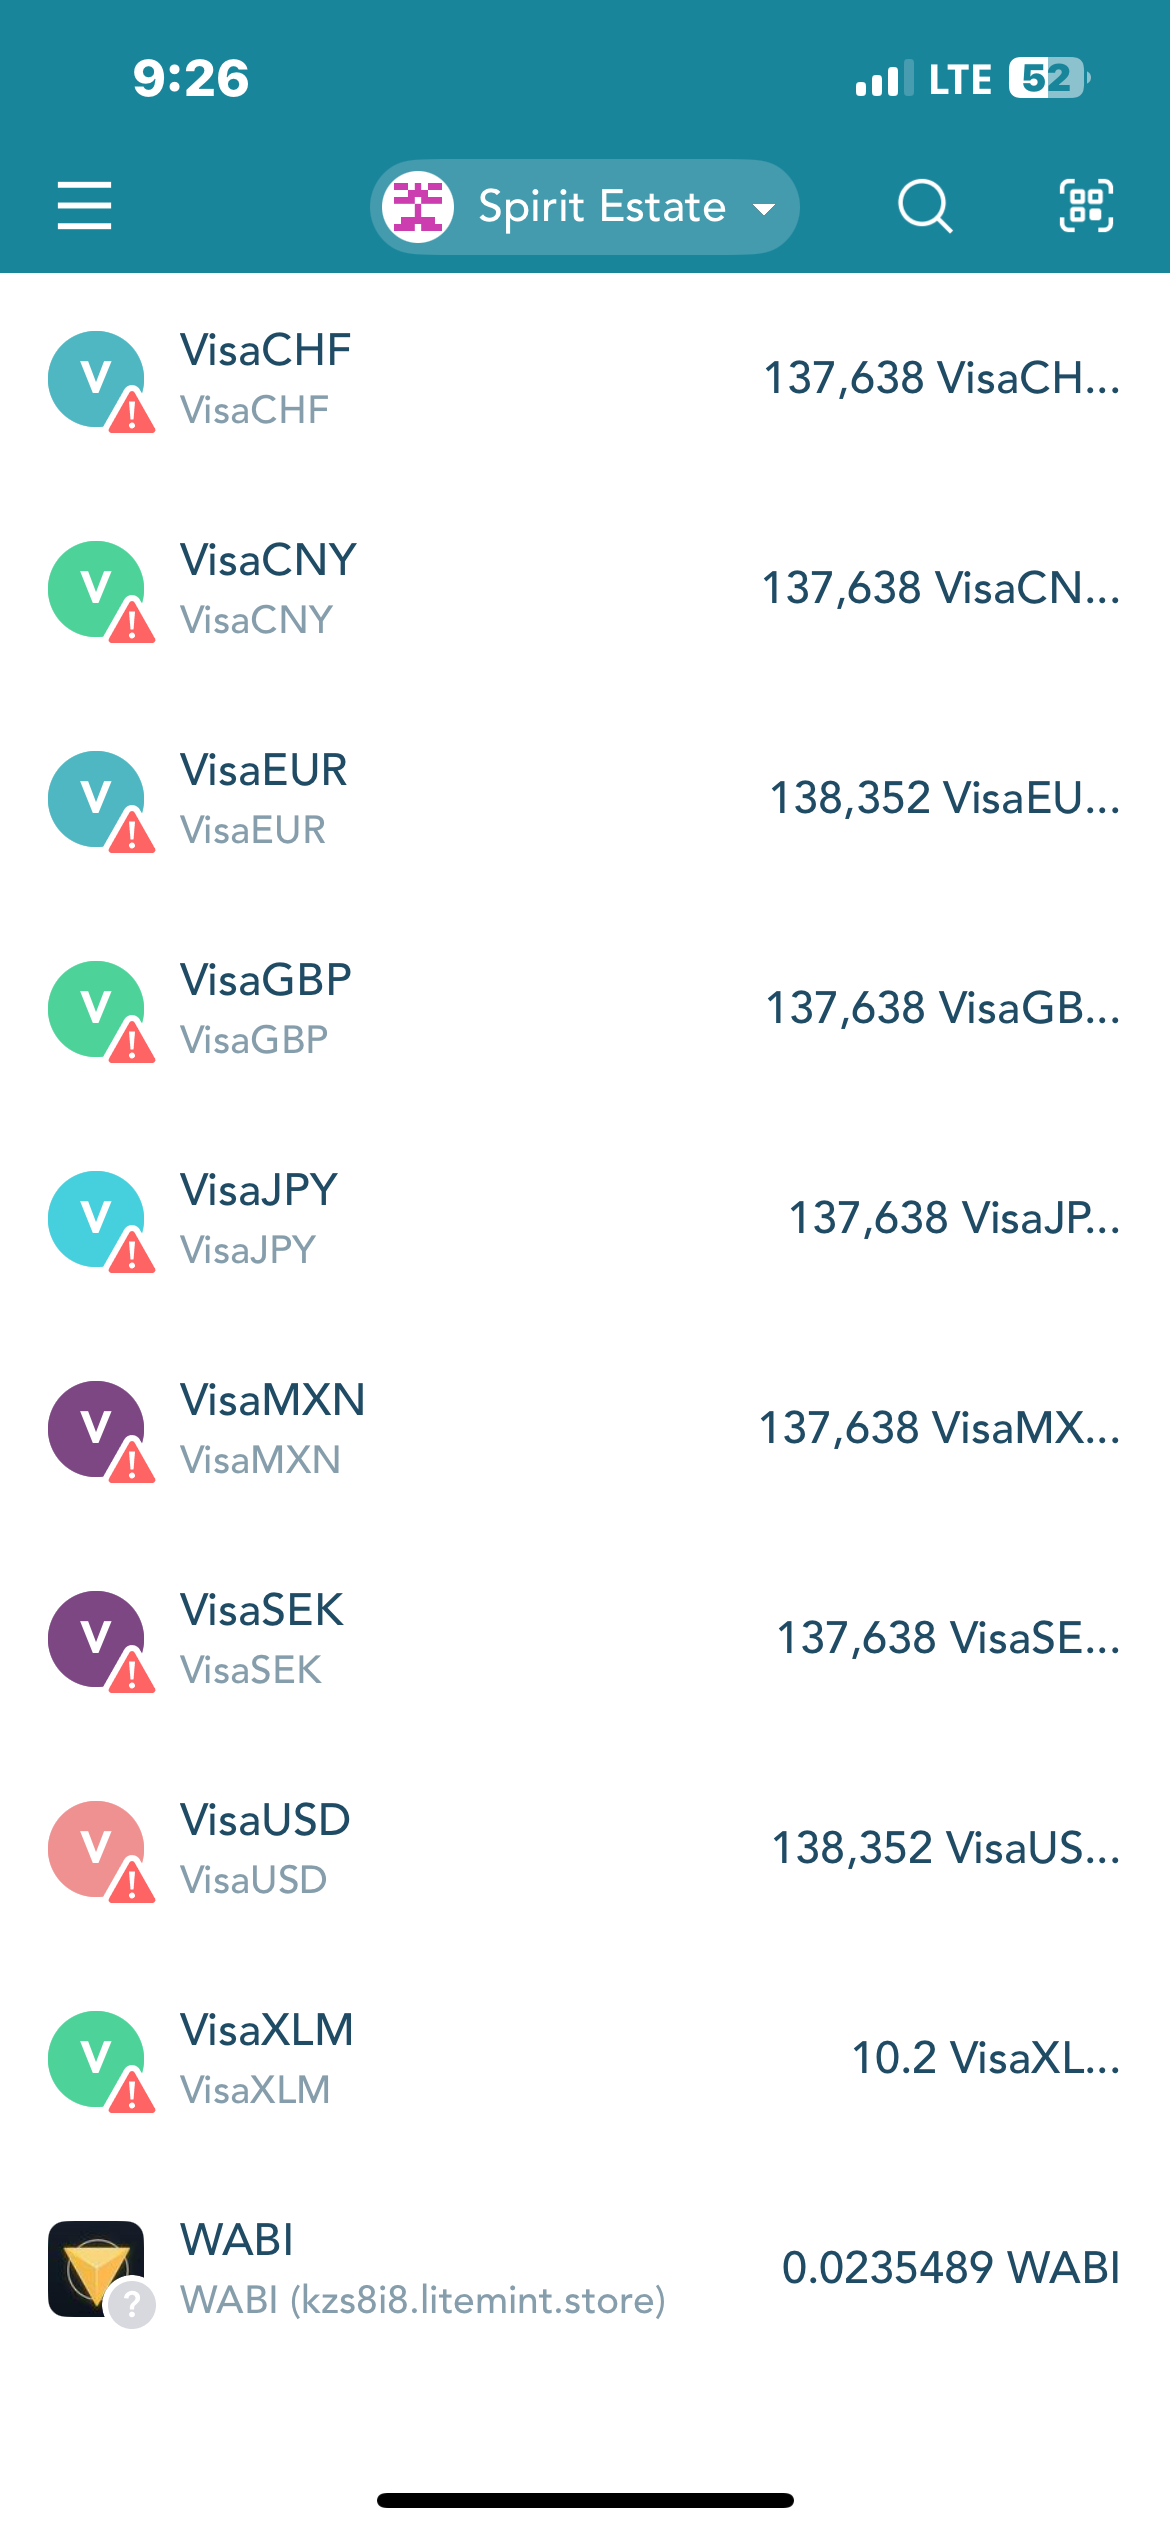 9:26
LTE 52
Spirit Estate
V
VisaCHF
137,638 VisaCH...
VisaCHF
V
VisaCNY
137,638 VisaCN...
VisaCNY
V
VisaEUR
138,352 VisaEU...
VisaEUR
V
VisaGBP
137,638 VisaGB...
VisaGBP
V
VisaJPY
137,638 VisaJP...
VisaJPY
V
VisaMXN
137,638 VisaMX...
VisaMXN
V
VisaSEK
137,638 VisaSE...
VisaSEK
V
VisaUSD
138,352 VisaUS...
VisaUSD
V
VisaXLM
10.2 VisaXL...
VisaXLM
WABI
0.0235489 WABI
WABI (kzs8i8.litemint.store)